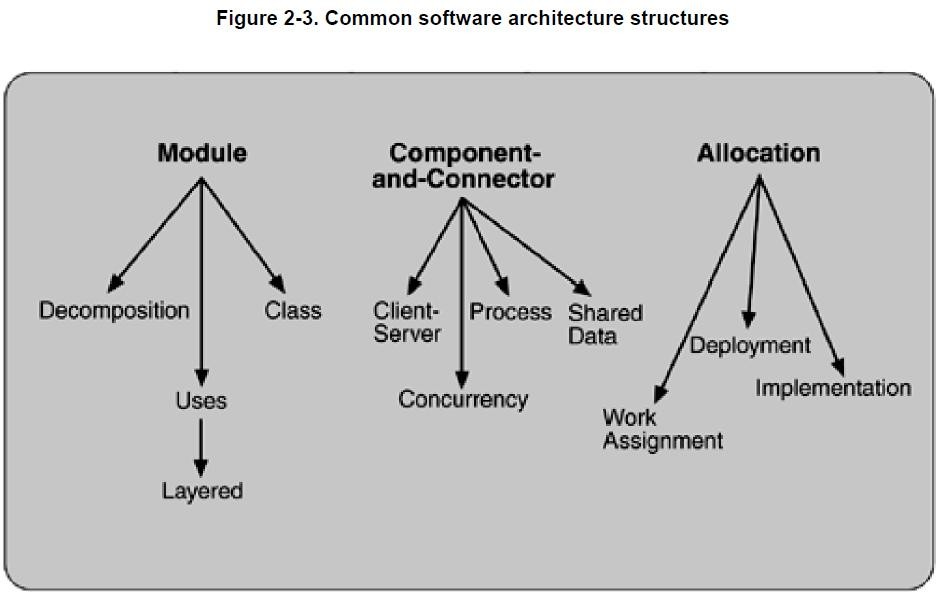 Figure 2-3. Common software architecture structures
Module
Decomposition
Class
Uses
Layered
Component-
and-Connector
Client-
Server
Process
Shared
Data
Concurrency
Allocation
Deployment
Implementation
Work
Assignment